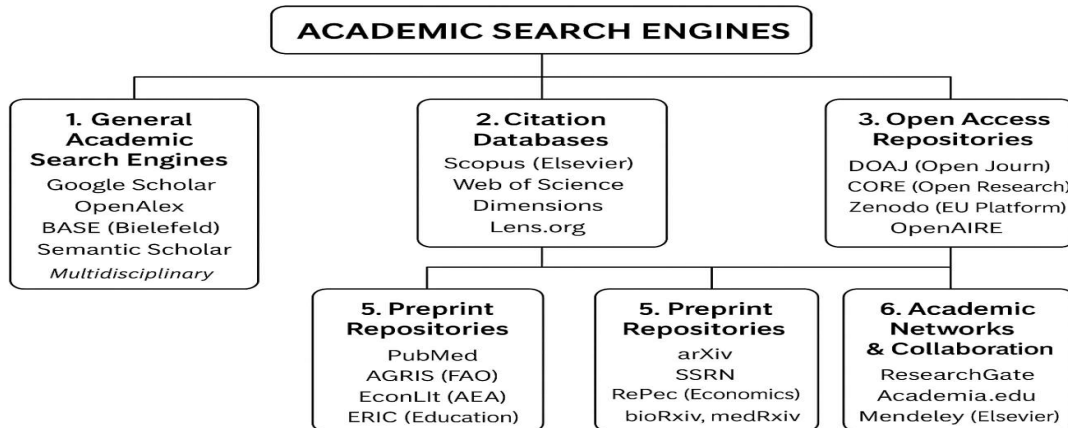 ACADEMIC SEARCH ENGINES
1. General
Academic
Search Engines
Google Scholar
OpenAlex
BASE (Bielefeld)
Semantic Scholar
Multidisciplinary
2. Citation
Databases
Scopus (Elsevier)
Web of Science
Dimensions
Lens.org
3. Open Access
Repositories
DOAJ (Open Journ)
CORE (Open Research)
Zenodo (EU Platform)
OpenAIRE
5. Preprint
Repositories
PubMed
AGRIS (FAO)
EconLIt (AEA)
ERIC (Education)
5. Preprint
Repositories
arXiv
SSRN
RePec (Economics)
bioRxiv, medRxiv
6. Academic
Networks
& Collaboration
ResearchGate
Academia.edu
Mendeley (Elsevier)